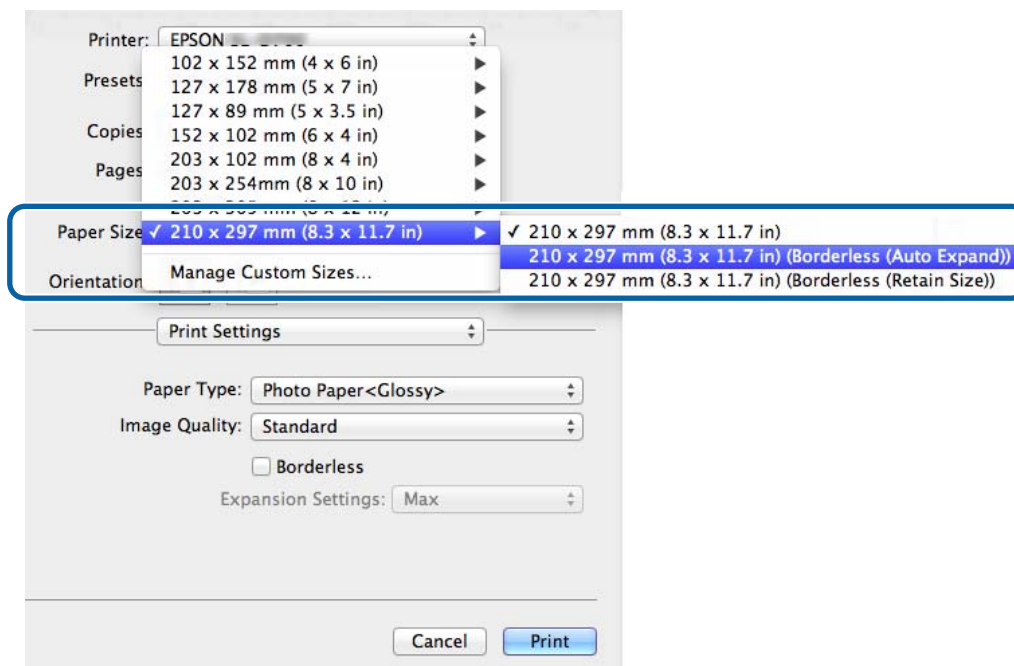 Printer: EPSON
102 x 152 mm (4 x 6 in)
Presets
127 x 178 mm (5 x 7 in)
127 x 89 mm (5 x 3.5 in)
Copies
152 x 102 mm (6 x 4 in)
203 x 102 mm (8 x 4 in)
Pages
203 x 254mm (8 x 10 in)
Paper Size ✓ 210 x 297 mm (8.3 x 11.7 in)
✓ 210 x 297 mm (8.3 x 11.7 in)
210 x 297 mm (8.3 x 11.7 in) (Borderless (Auto Expand))
210 x 297 mm (8.3 x 11.7 in) (Borderless (Retain Size))
Manage Custom Sizes...
Orientation
Print Settings
Paper Type: Photo Paper<Glossy>
Image Quality: Standard
Borderless
Expansion Settings: Max
Cancel Print